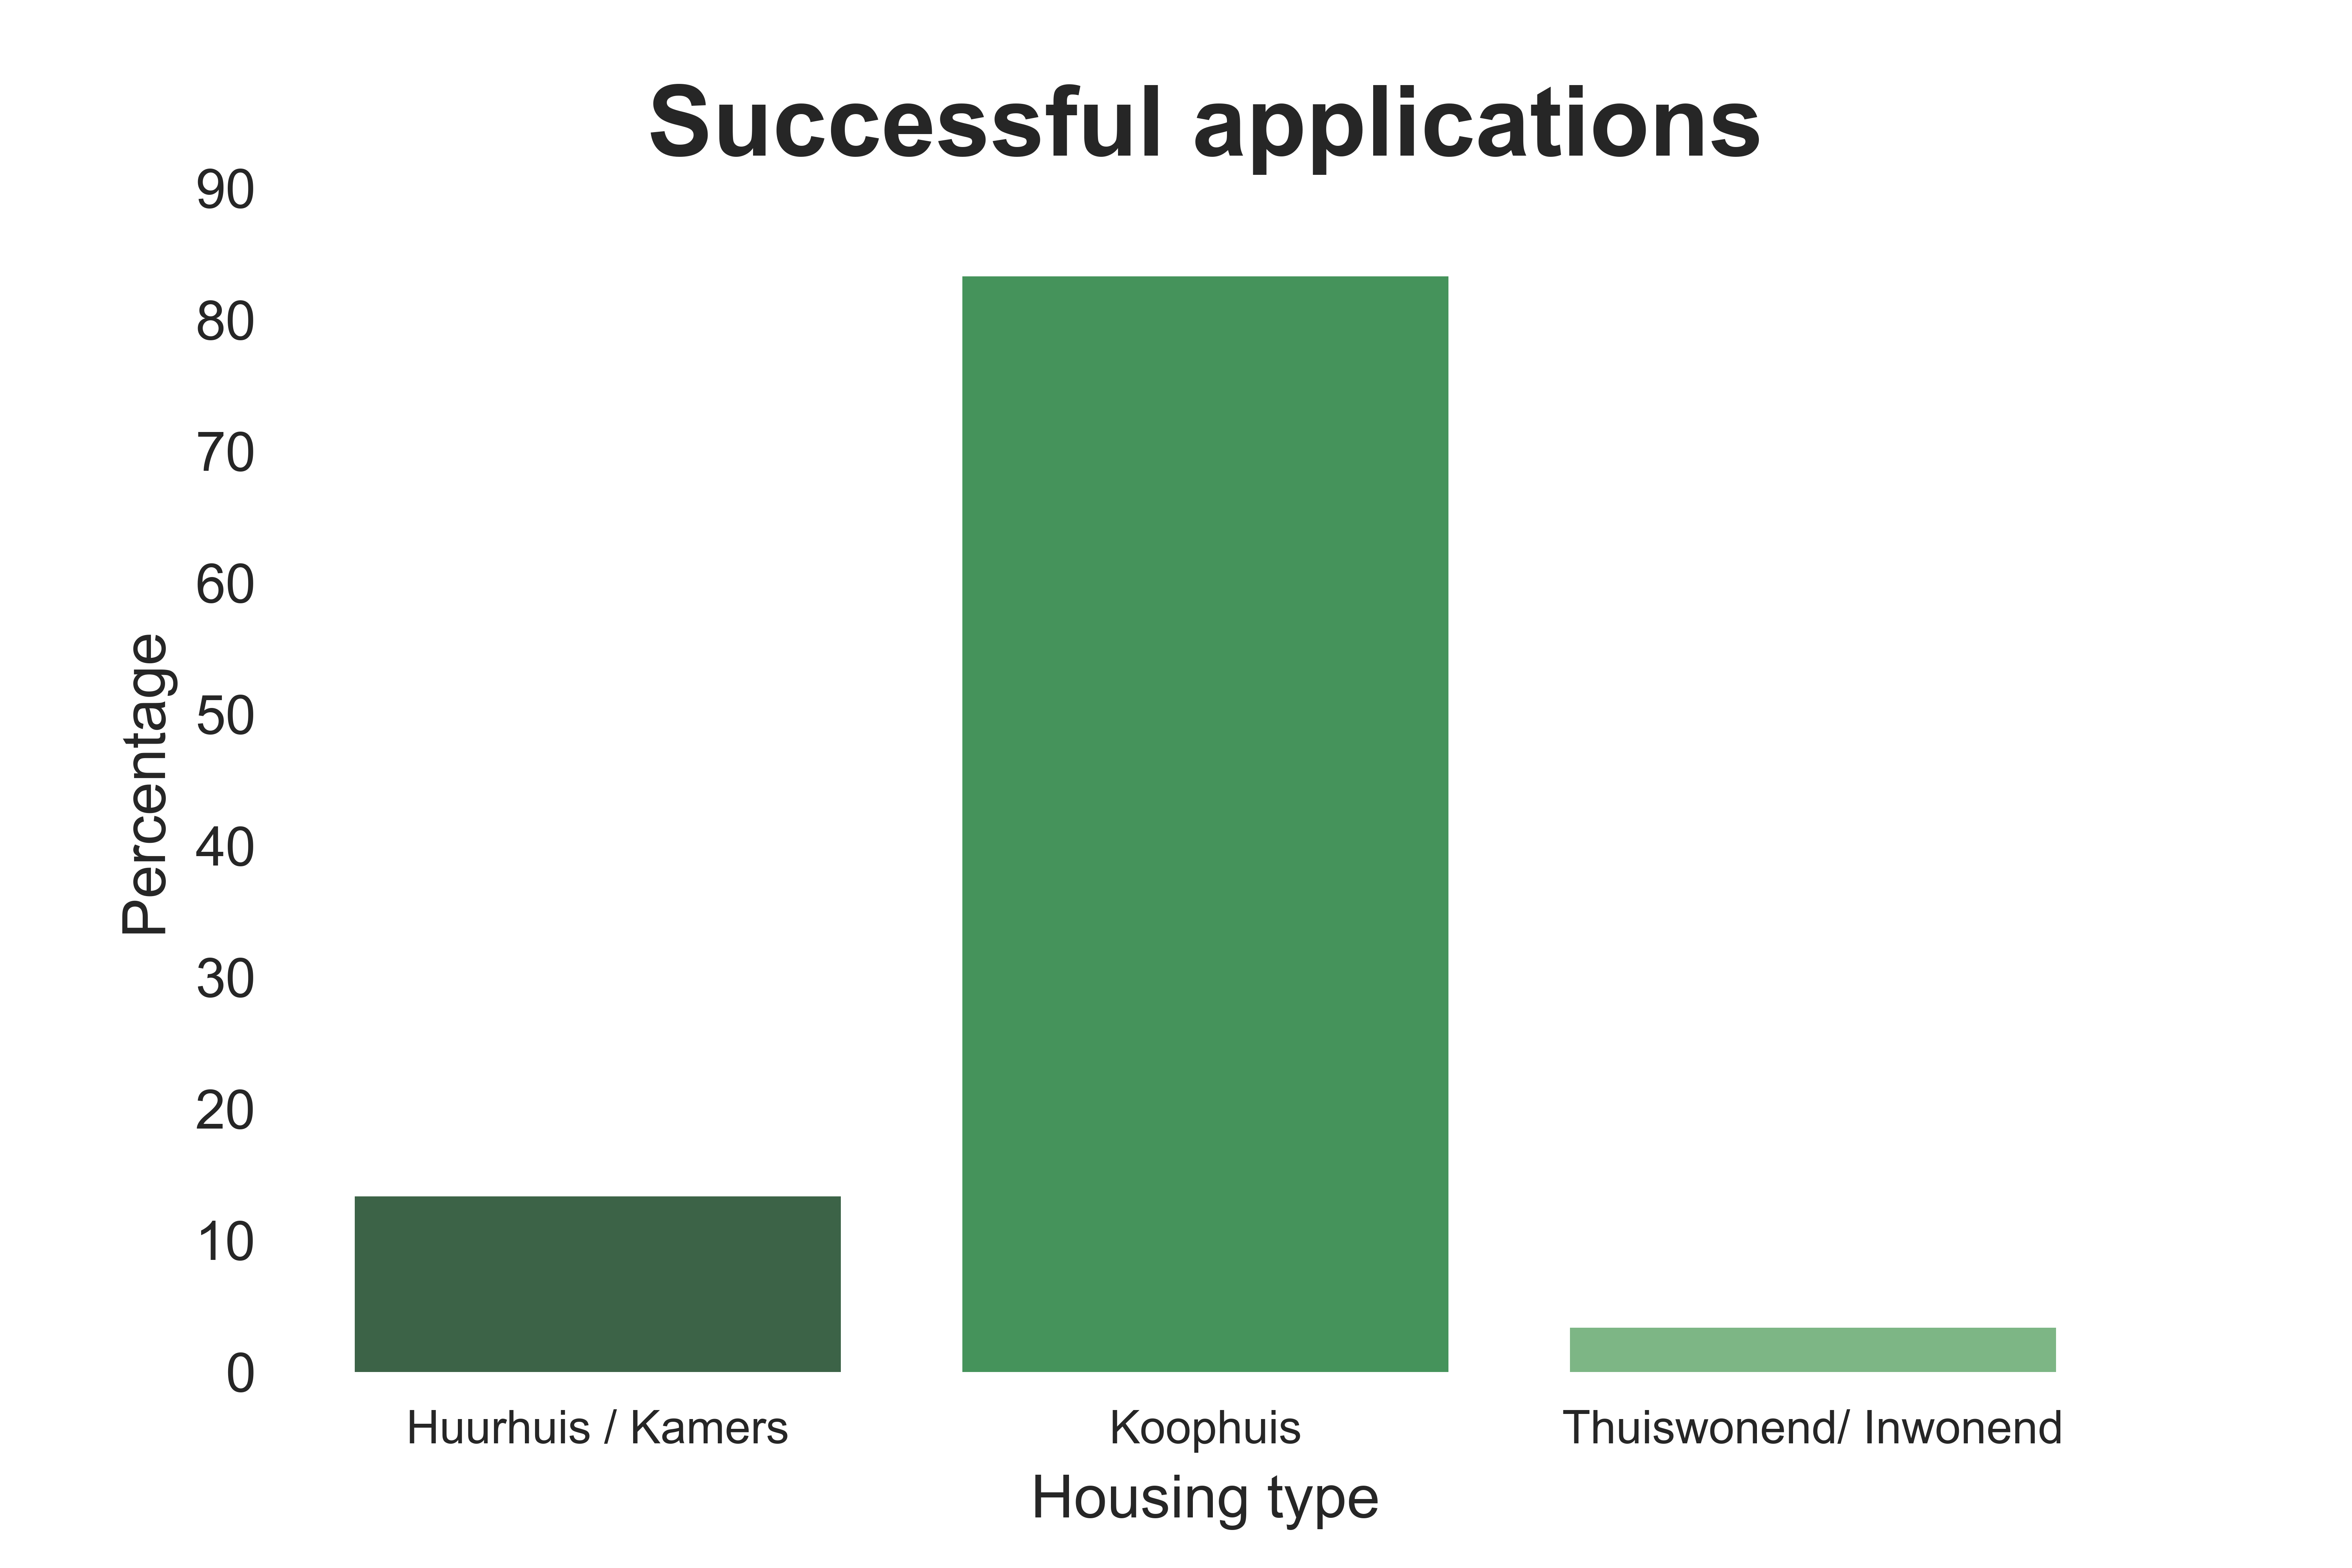 Successful applications
90
80
70
60
50
40
30
20
10
0
Percentage
Huurhuis / Kamers
Koophuis
Thuiswonend/ Inwonend
Housing type